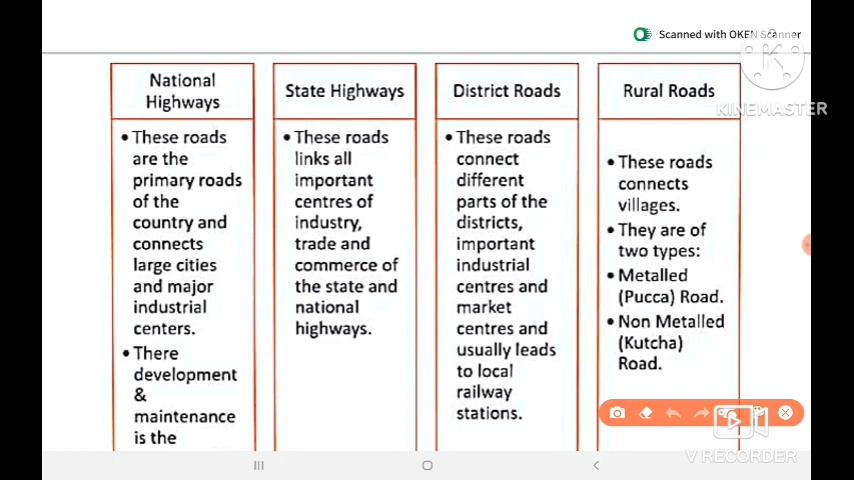 Scanned with OKEN Scanner
KINEMASTER
National
Highways
• These roads
are the
primary roads
of the
country and
connects
large cities
and major
industrial
centers.
• There
development
&
maintenance
is the
State Highways
• These roads
links all
important
centres of
industry,
trade and
commerce of
the state and
national
highways.
District Roads
• These roads
connect
different
parts of the
districts,
important
industrial
centres and
market
centres and
usually leads
to local
railway
stations.
Rural Roads
• These roads
connects
villages.
• They are of
two types:
• Metalled
(Pucca) Road.
• Non Metalled
(Kutcha)
Road.
V RECORDER